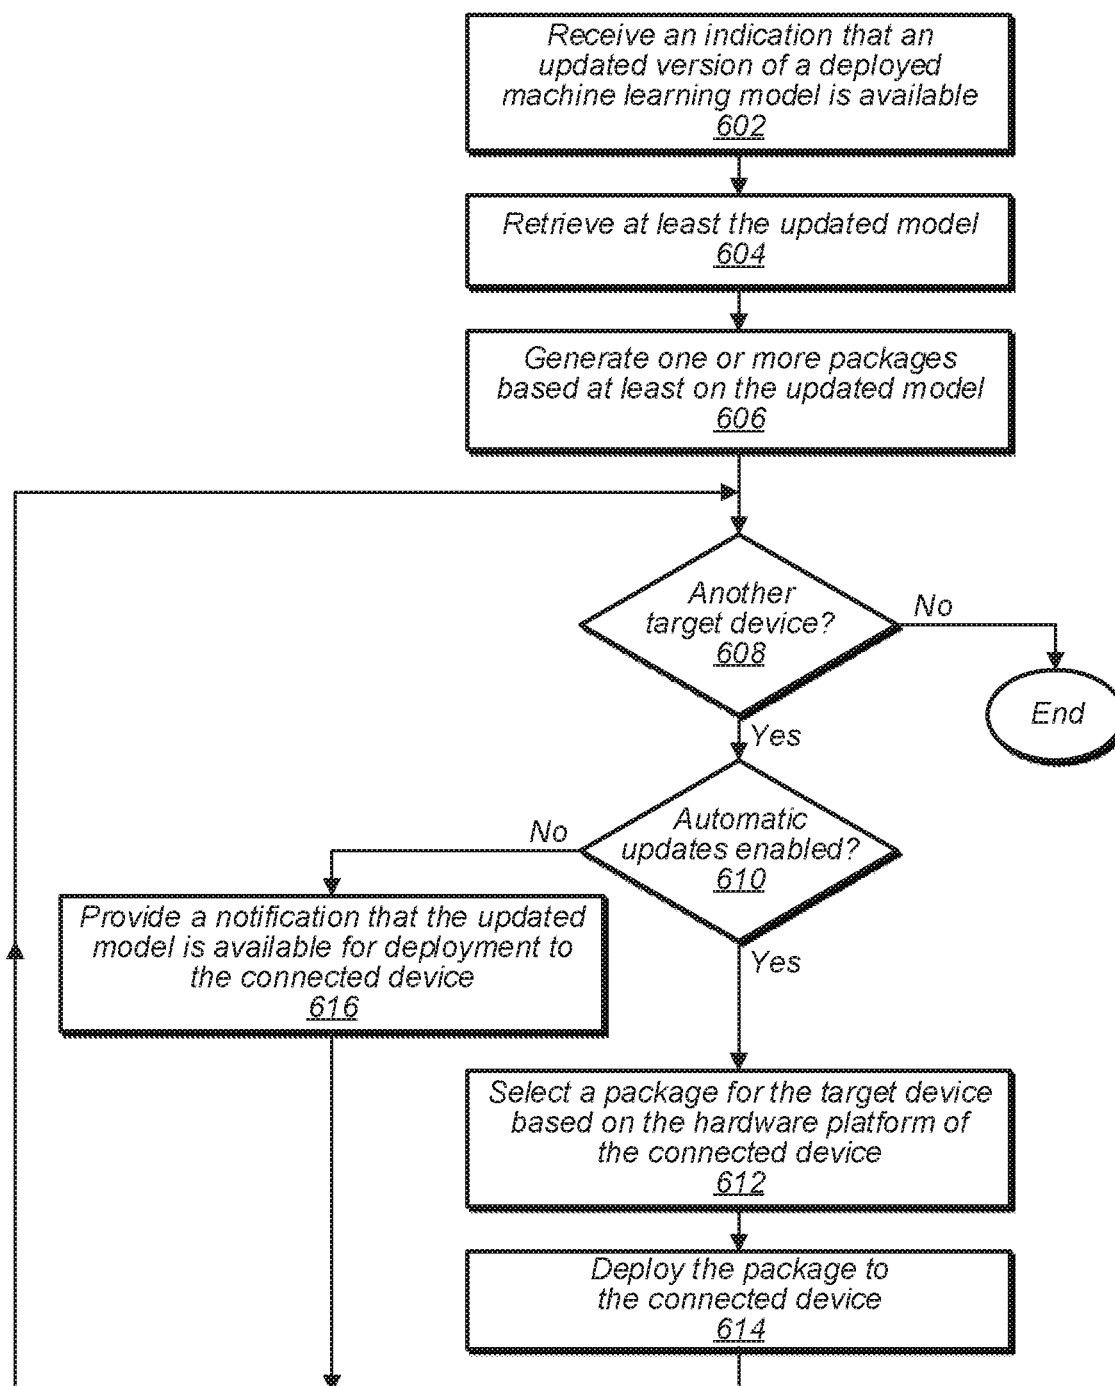 Receive an indication that an
updated version of a deployed
machine learning model is available
602
Retrieve at least the updated model
604
Generate one or more packages
based at least on the updated model
606
Another
target device?
608
No
End
Yes
Automatic
updates enabled?
610
No
Provide a notification that the updated
model is available for deployment to
the connected device
616
Yes
Select a package for the target device
based on the hardware platform of
the connected device
612
Deploy the package to
the connected device
614